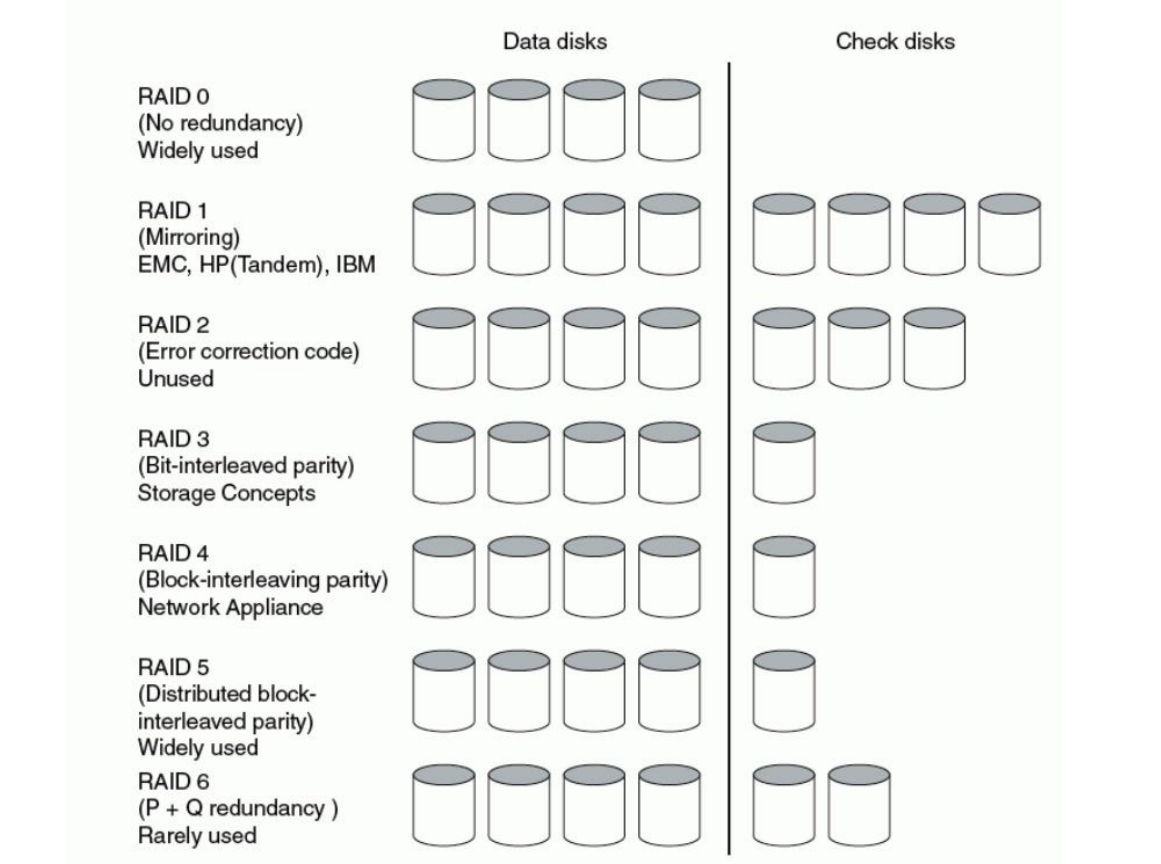 Data disks
Check disks
RAID 0
(No redundancy)
Widely used
RAID 1
(Mirroring)
EMC, HP(Tandem), IBM
RAID 2
(Error correction code)
Unused
RAID 3
(Bit-interleaved parity)
Storage Concepts
RAID 4
(Block-interleaving parity)
Network Appliance
RAID 5
(Distributed block-
interleaved parity)
Widely used
RAID 6
(P + Q redundancy )
Rarely used